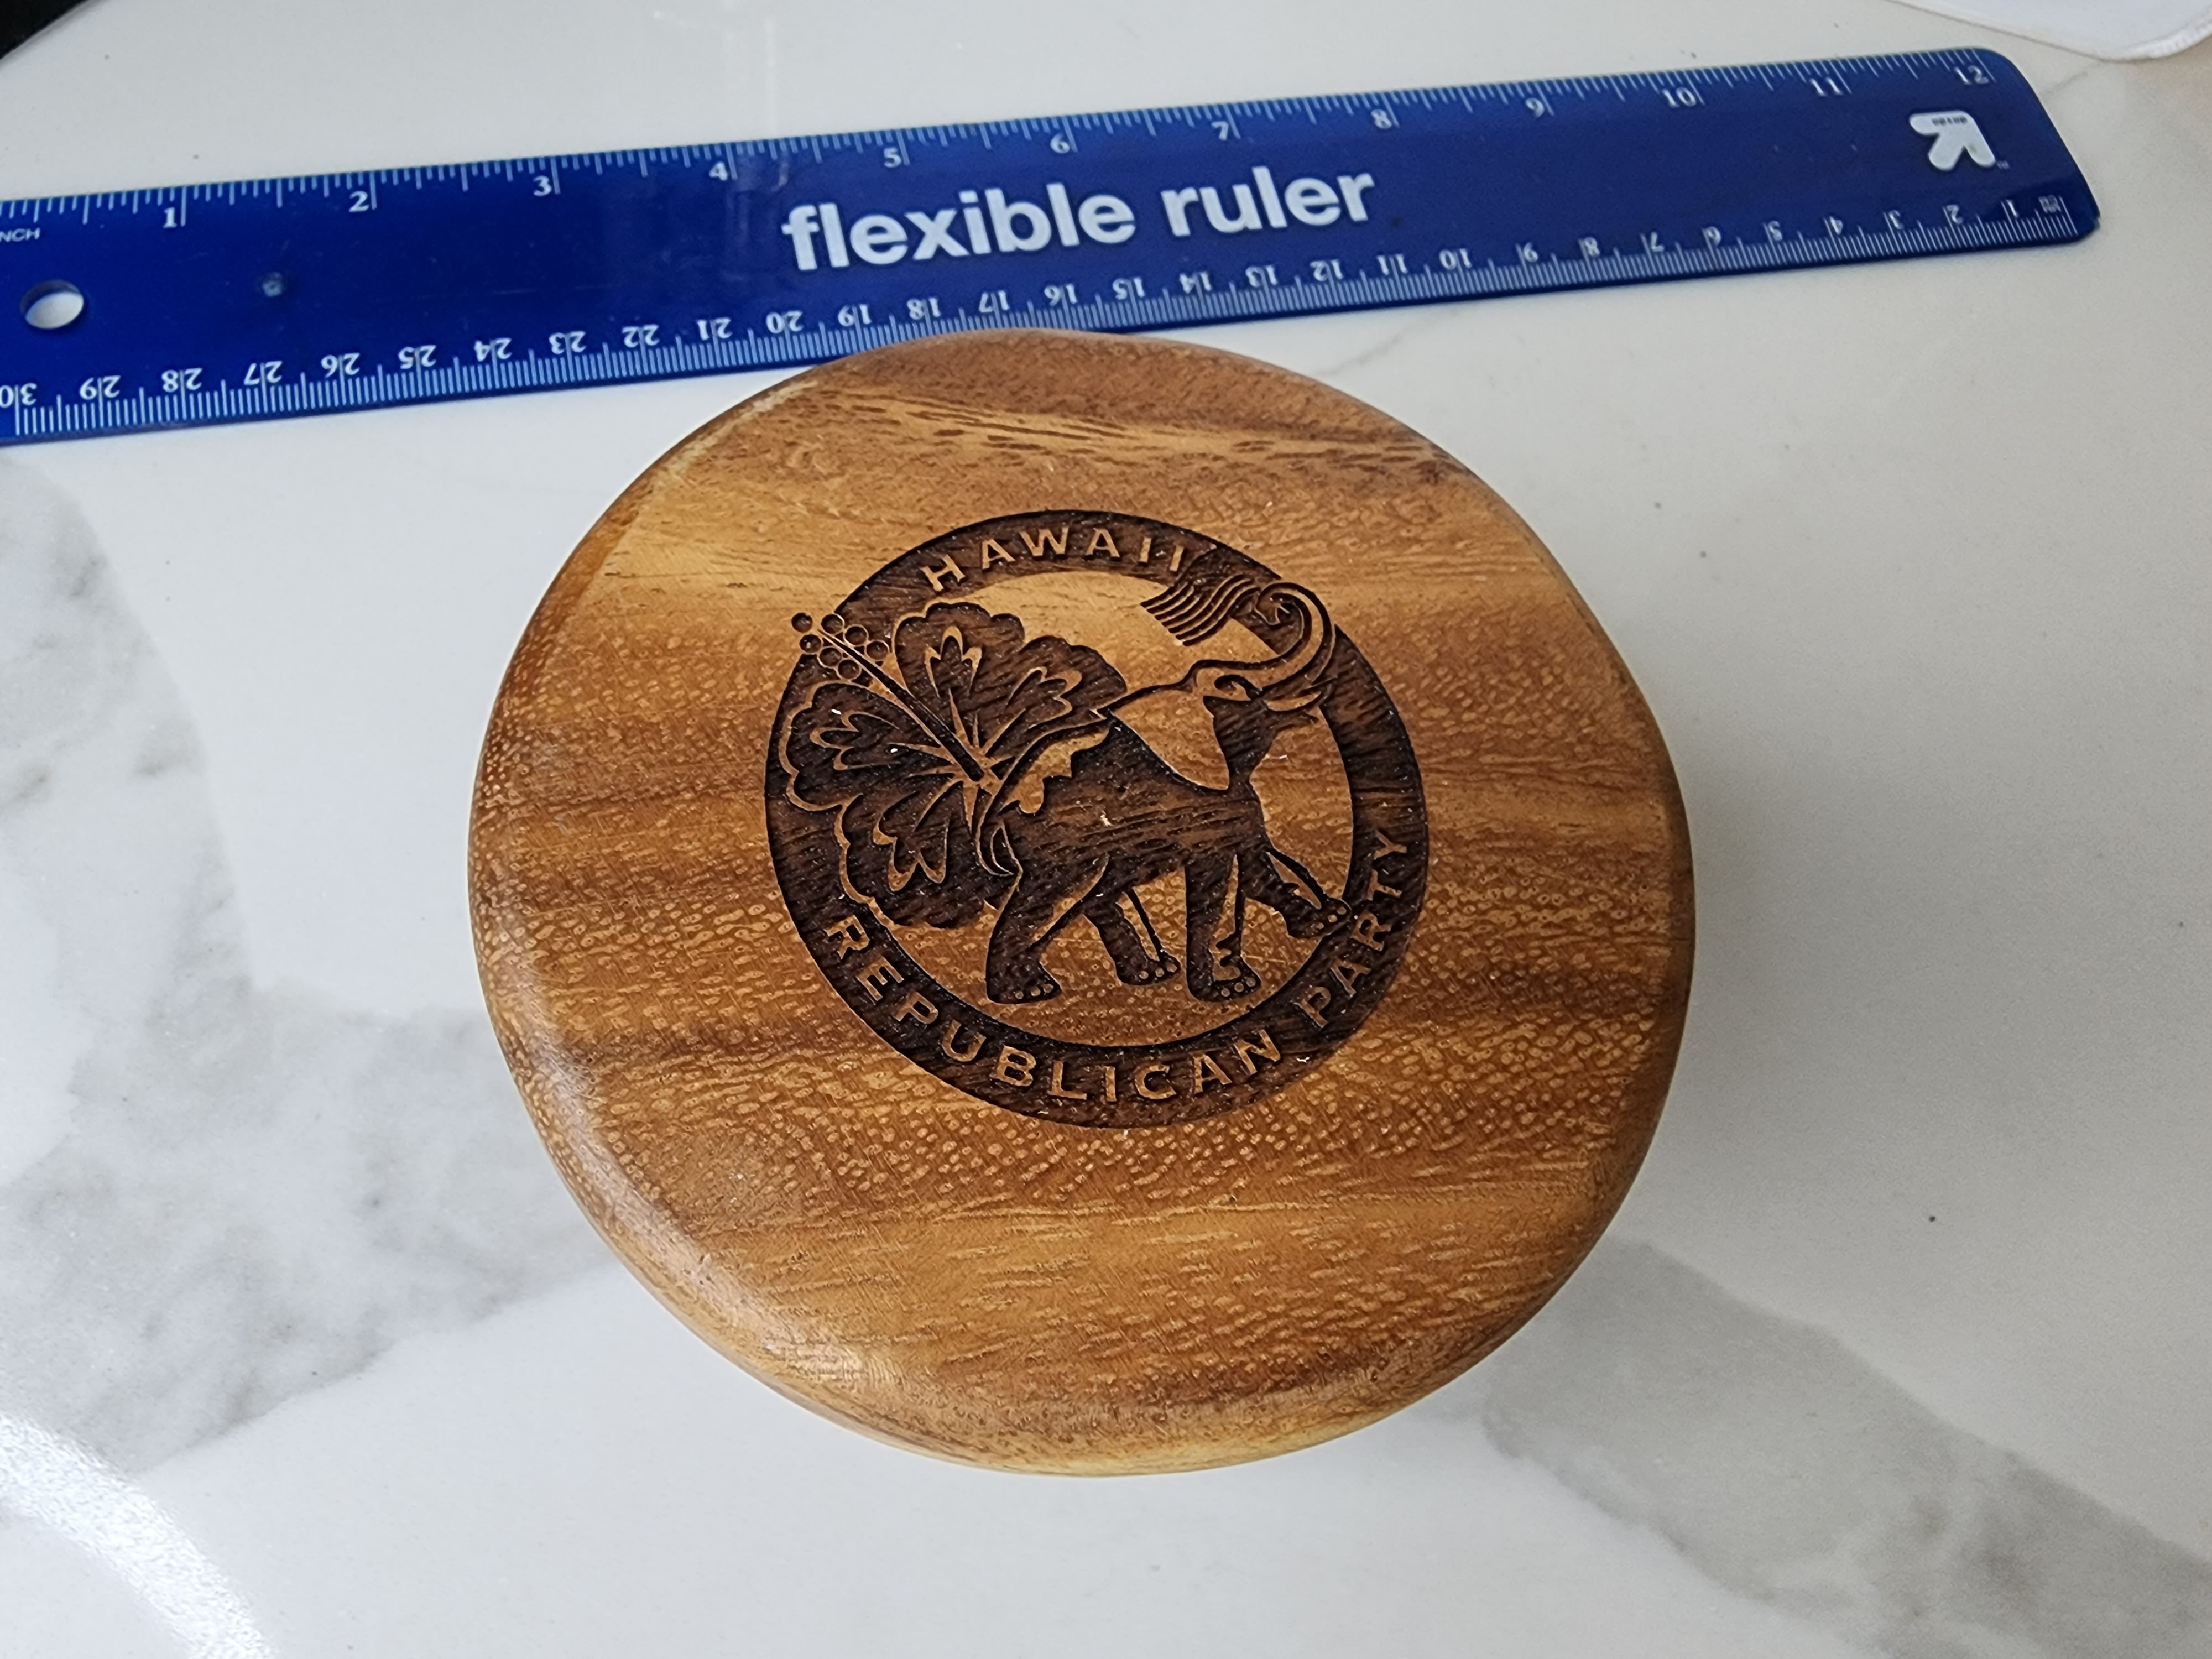 1 2 3 4 5 6 7 8 9 10 11 12
flexible ruler
30 29 28 27 26 25 24 23 22 21 20 19 18 17 16 15 14 13 12 11 10 9 8 7 6 5 4 3 2 1
HAWAII
REPUBLICAN PARTY